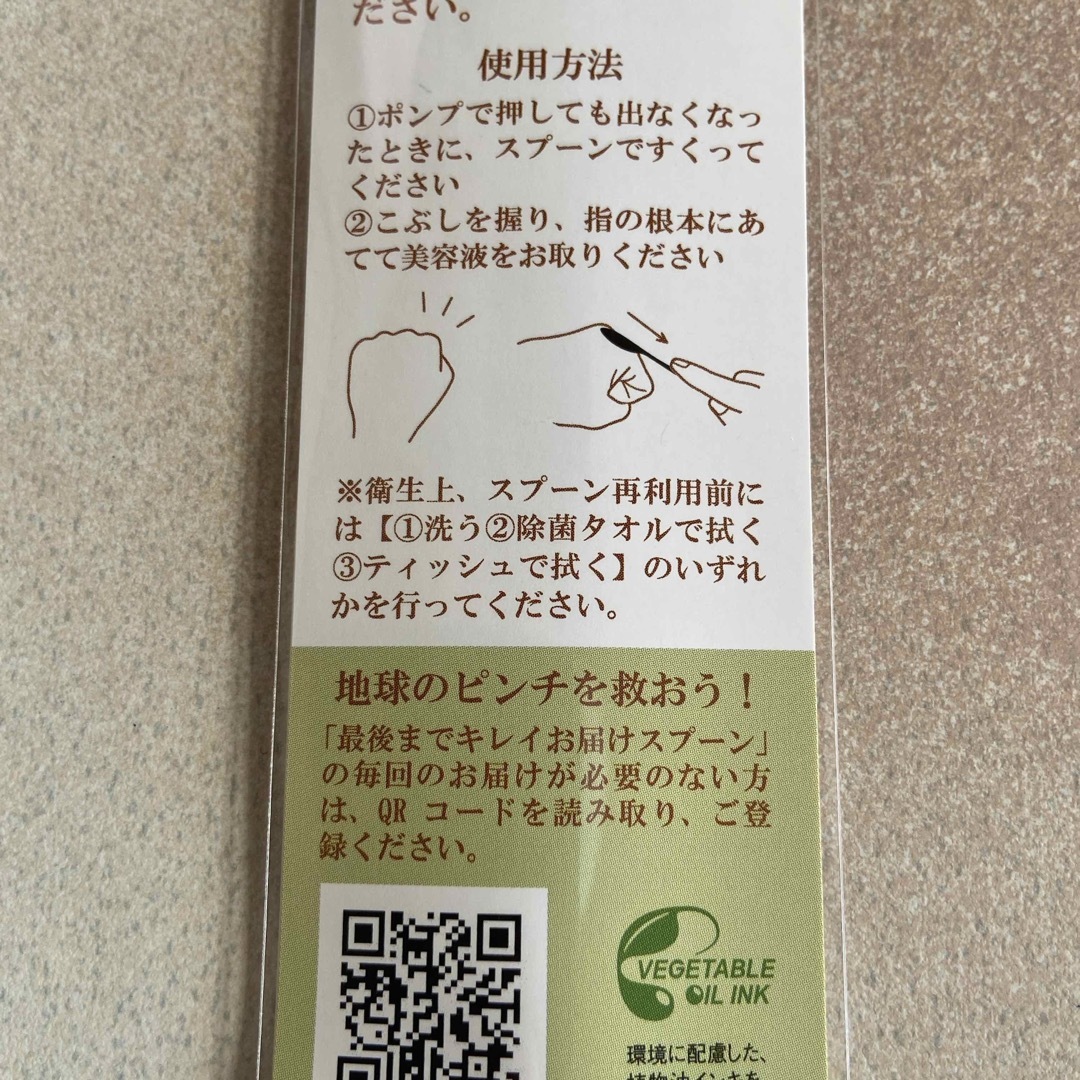 ださい。
使用方法
①ポンプで押しても出なくなっ
たときに、スプーンですくって
ください
②こぶしを握り、指の根本にあ
てて美容液をお取りください
※衛生上、スプーン再利用前に
は【①洗う②除菌タオルで拭く
③ティッシュで拭く】のいずれ
かを行ってください。
地球のピンチを救おう！
「最後までキレイお届けスプーン」
の毎回のお届けが必要のない方
は、QR コードを読み取り、ご登
録ください。
VEGETABLE
OIL INK
環境に配慮した、
植物油インキを